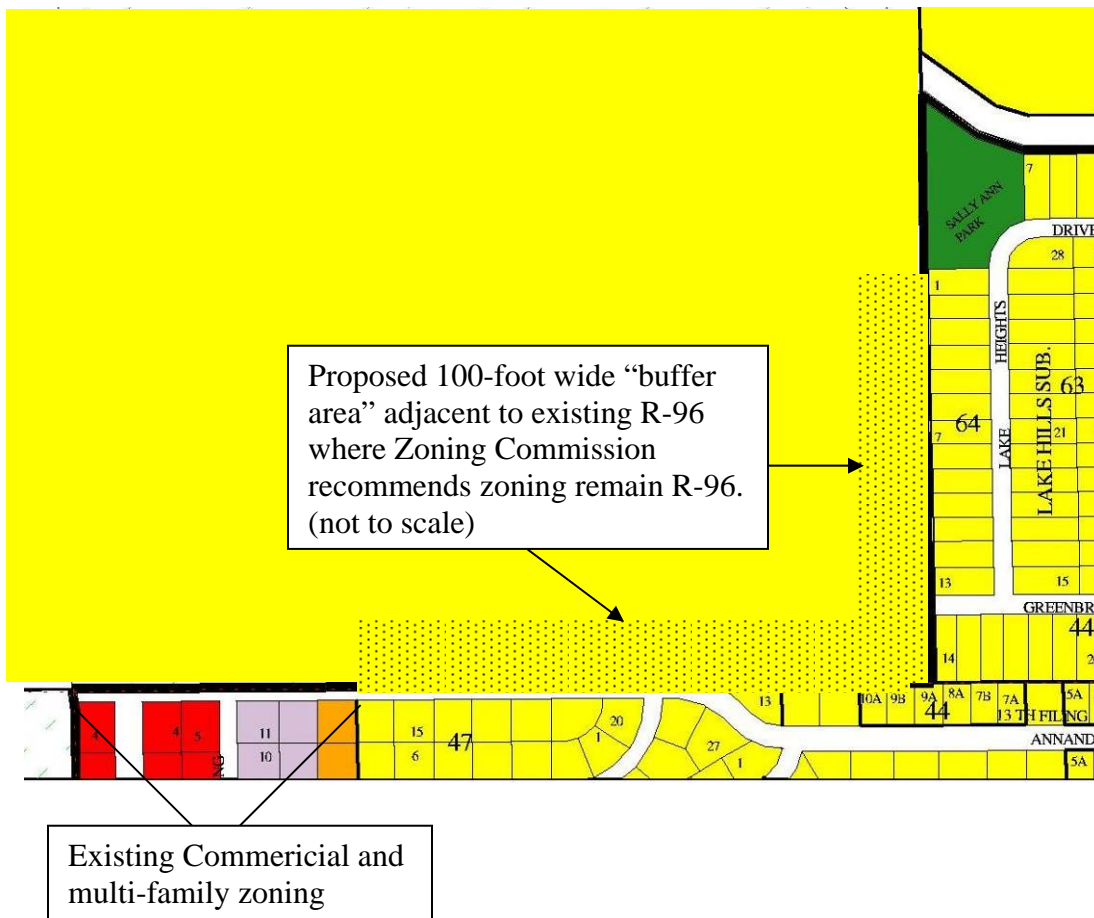 SALLY ANN
PARK
7
DRIVE
28
1
HEIGHTS
LAKE HILLS SUB.
63
64
7
21
LAKE
Proposed 100-foot wide “buffer
area” adjacent to existing R-96
where Zoning Commission
recommends zoning remain R-96.
(not to scale)
13
15
GREENBR
44
14
2
13
10A
9B
9A
8A
7B
7A
5A
44
13 TH FILING
ANNAND
5A
4
4
5
NG
11
10
15
6
47
20
1
27
1
Existing Commericial and
multi-family zoning